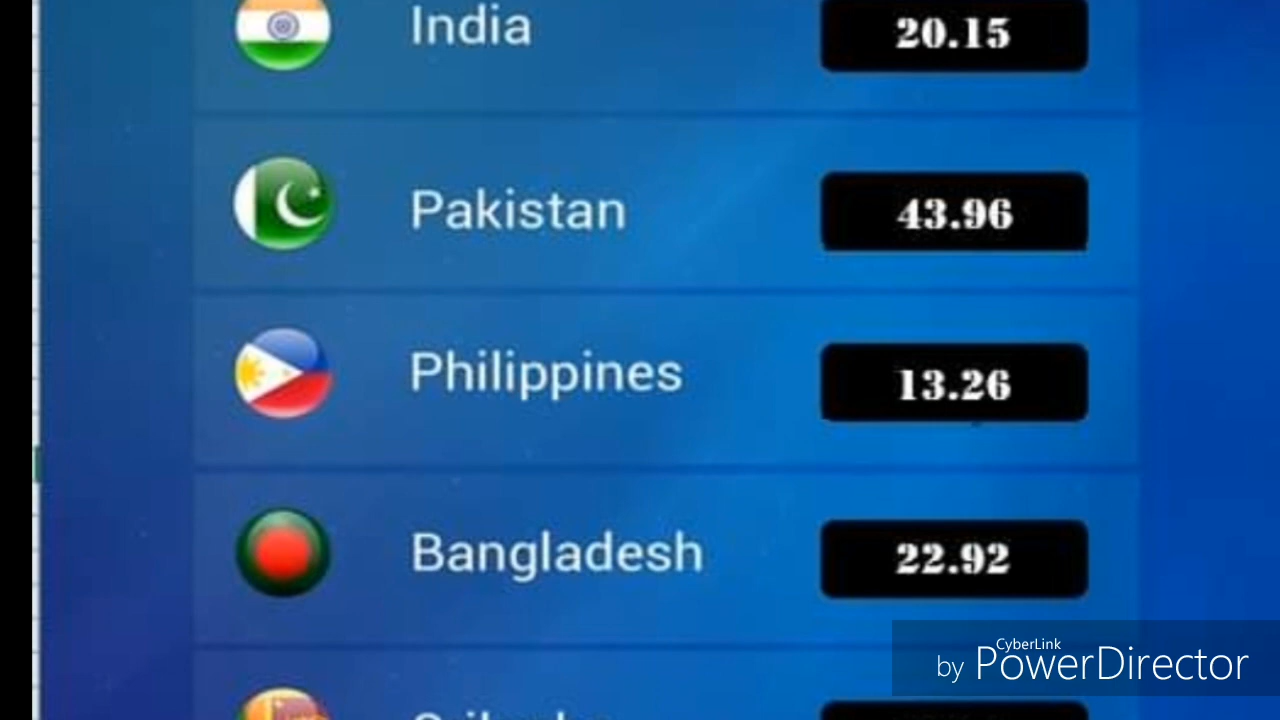 India 20.15
Pakistan 43.96
Philippines 13.26
Bangladesh 22.92
CyberLink
by PowerDirector